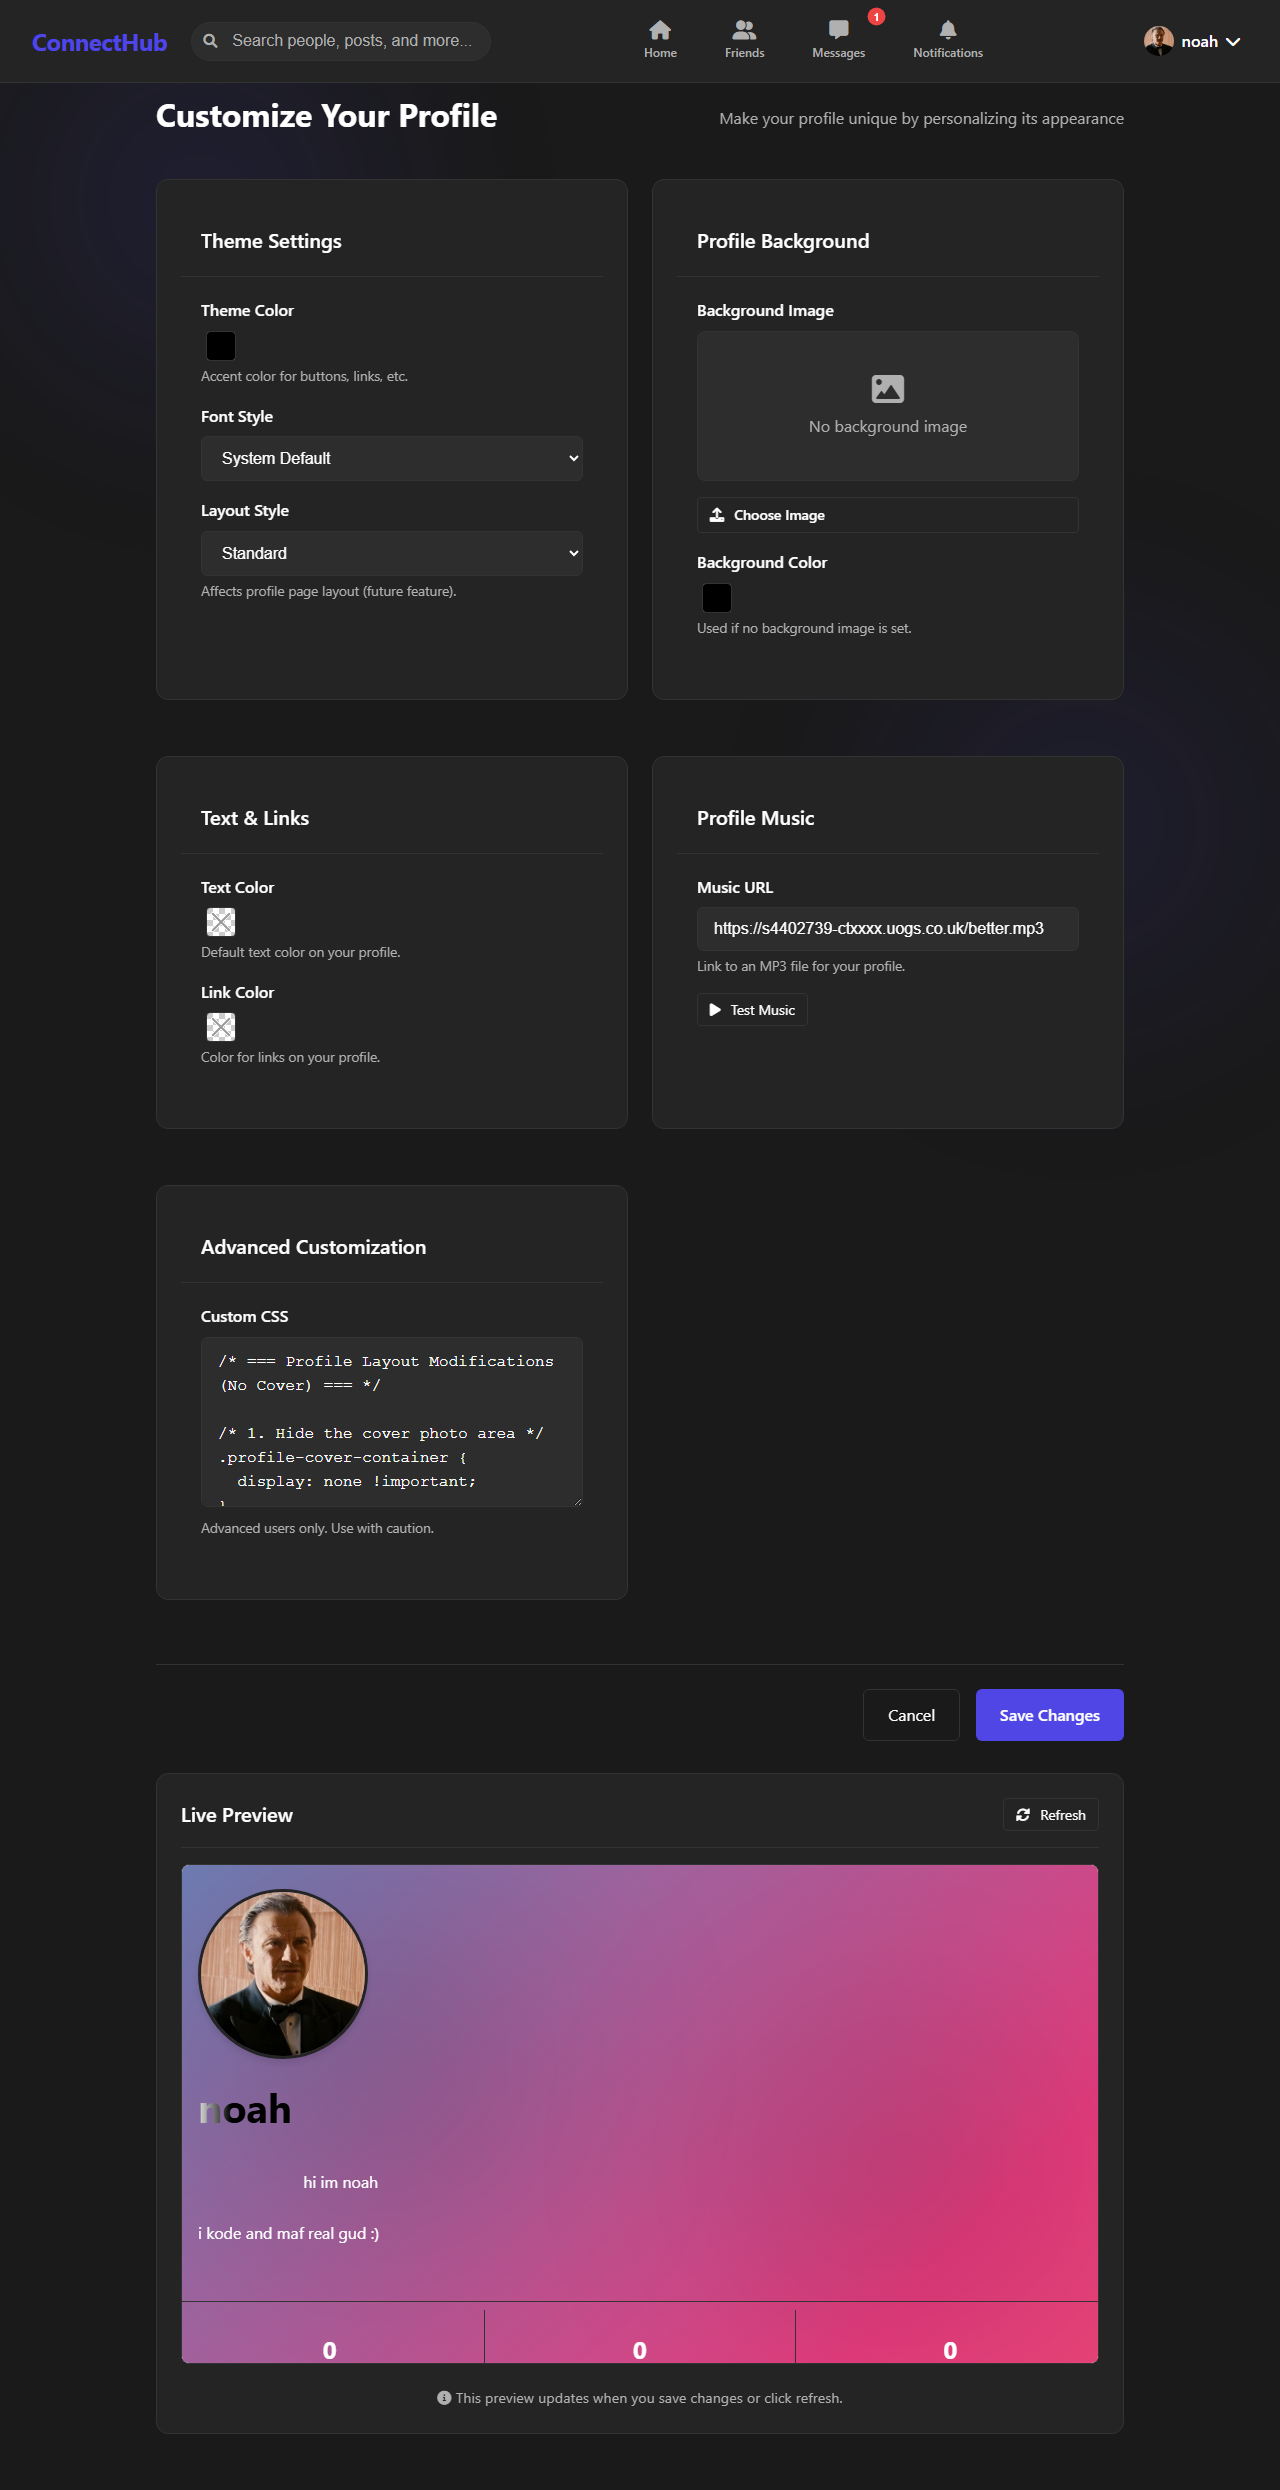 ConnectHub
Search people, posts, and more...
Home
Friends
Messages
1
Notifications
noah
Customize Your Profile
Make your profile unique by personalizing its appearance
Theme Settings
Theme Color
Accent color for buttons, links, etc.
Font Style
System Default
Layout Style
Standard
Affects profile page layout (future feature).
Profile Background
Background Image
No background image
Choose Image
Background Color
Used if no background image is set.
Text & Links
Text Color
Default text color on your profile.
Link Color
Color for links on your profile.
Profile Music
Music URL
https://s4402739-ctxxxx.uogs.co.uk/better.mp3
Link to an MP3 file for your profile.
Test Music
Advanced Customization
Custom CSS
/* === Profile Layout Modifications
(No Cover) === */
/* 1. Hide the cover photo area */
.profile-cover-container {
display: none !important;
}
Advanced users only. Use with caution.
Cancel
Save Changes
Live Preview
Refresh
noah
hi im noah
i kode and maf real gud :)
0
0
0
This preview updates when you save changes or click refresh.